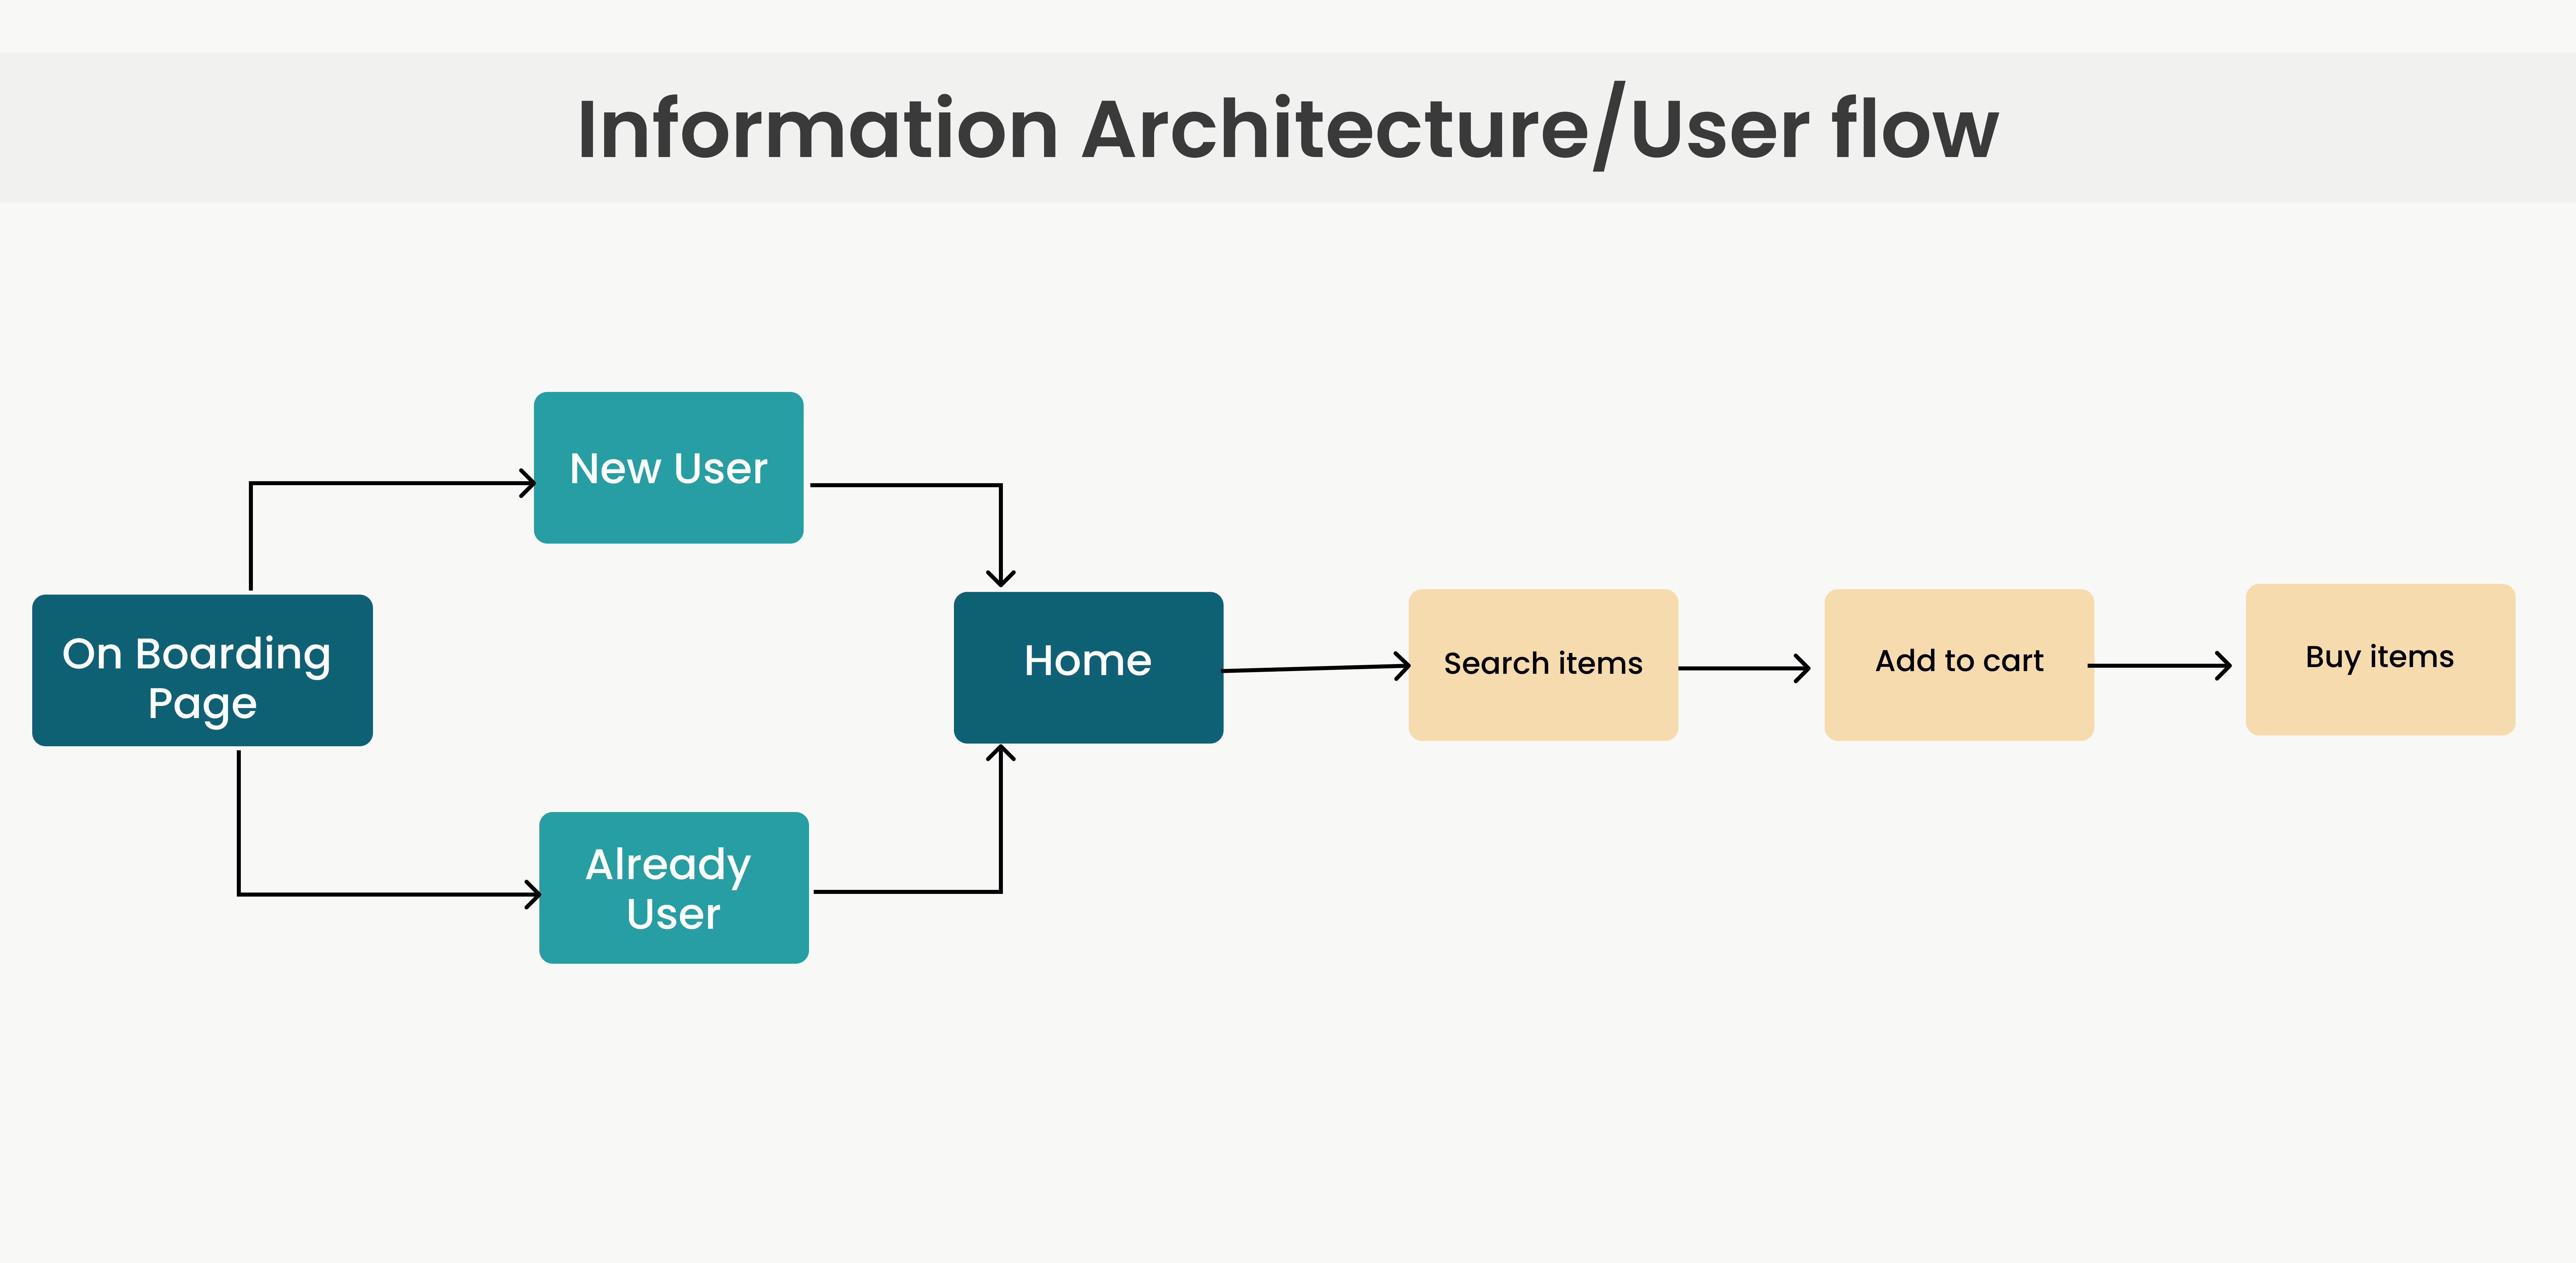 Information Architecture/User flow
New User
On Boarding
Page
Home
Search items
Add to cart
Buy items
Already
User